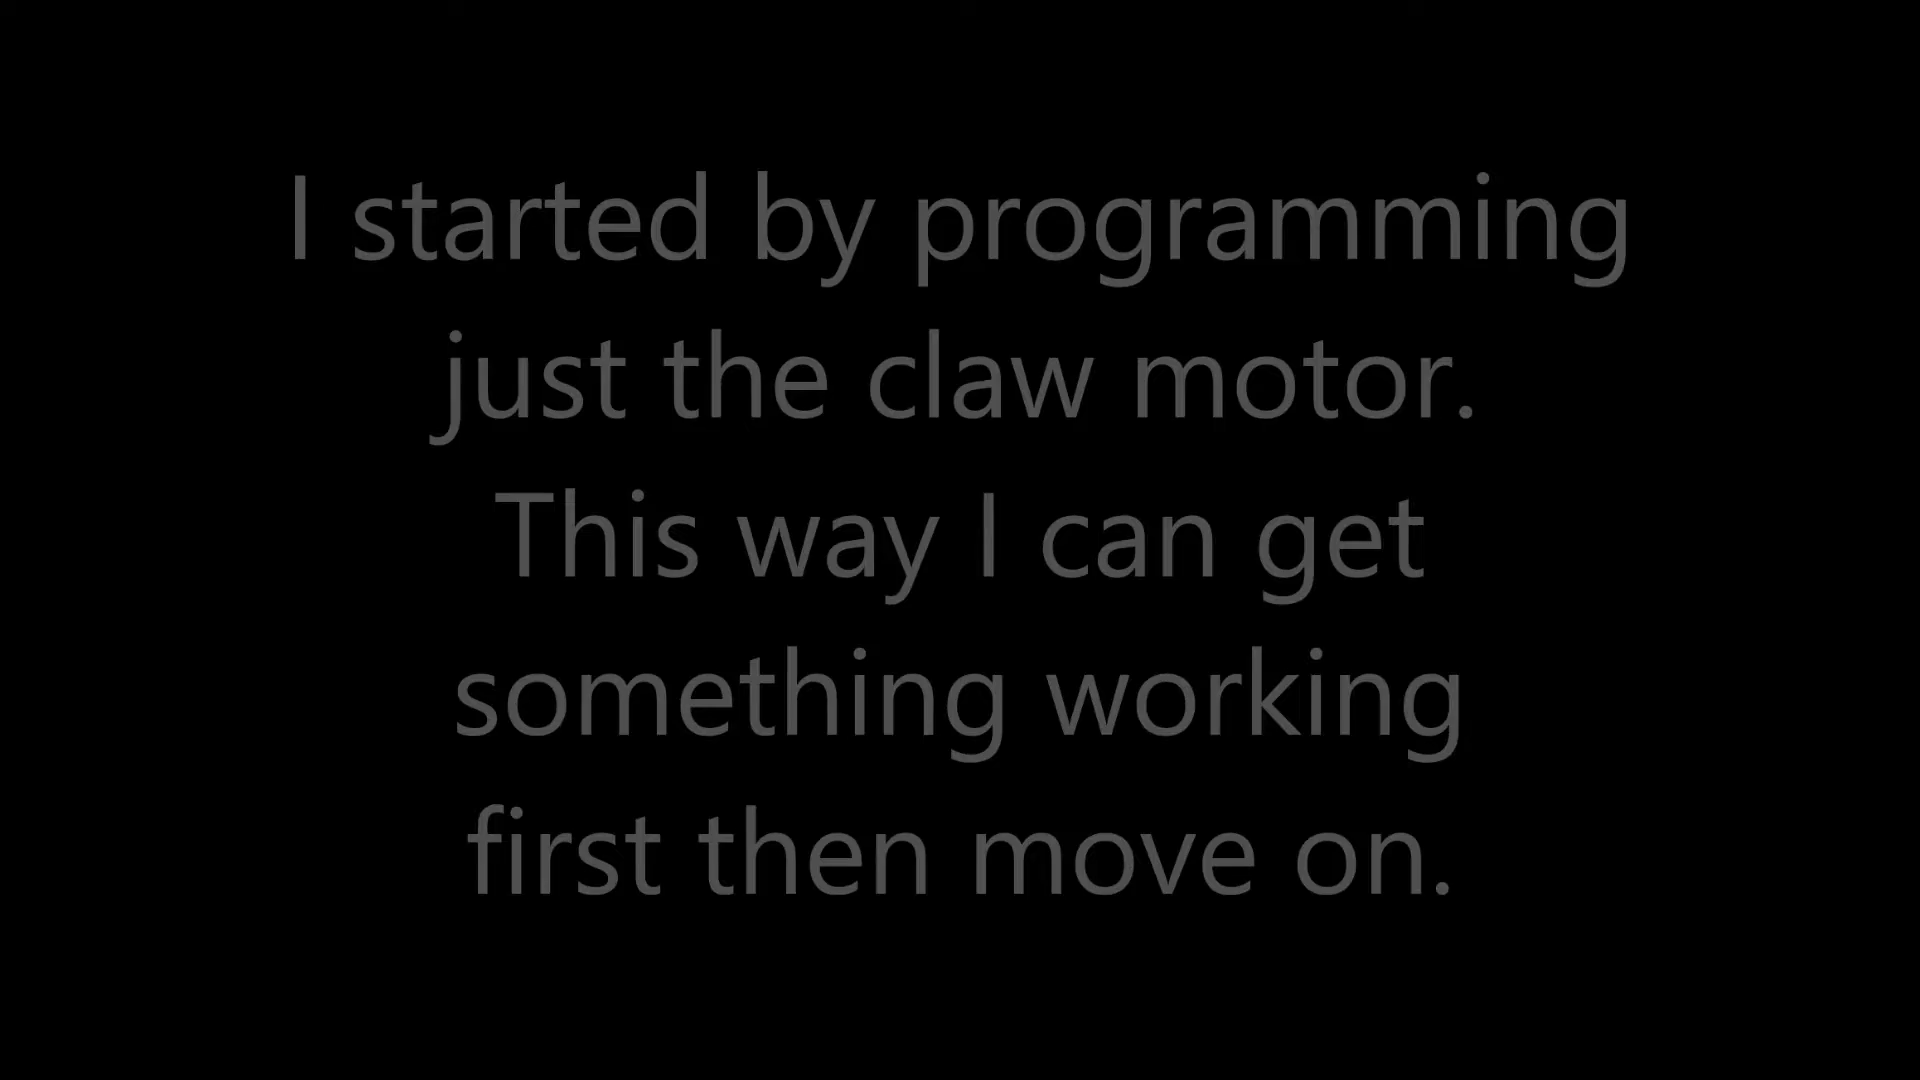 I started by programming
just the claw motor.
This way I can get
something working
first then move on.